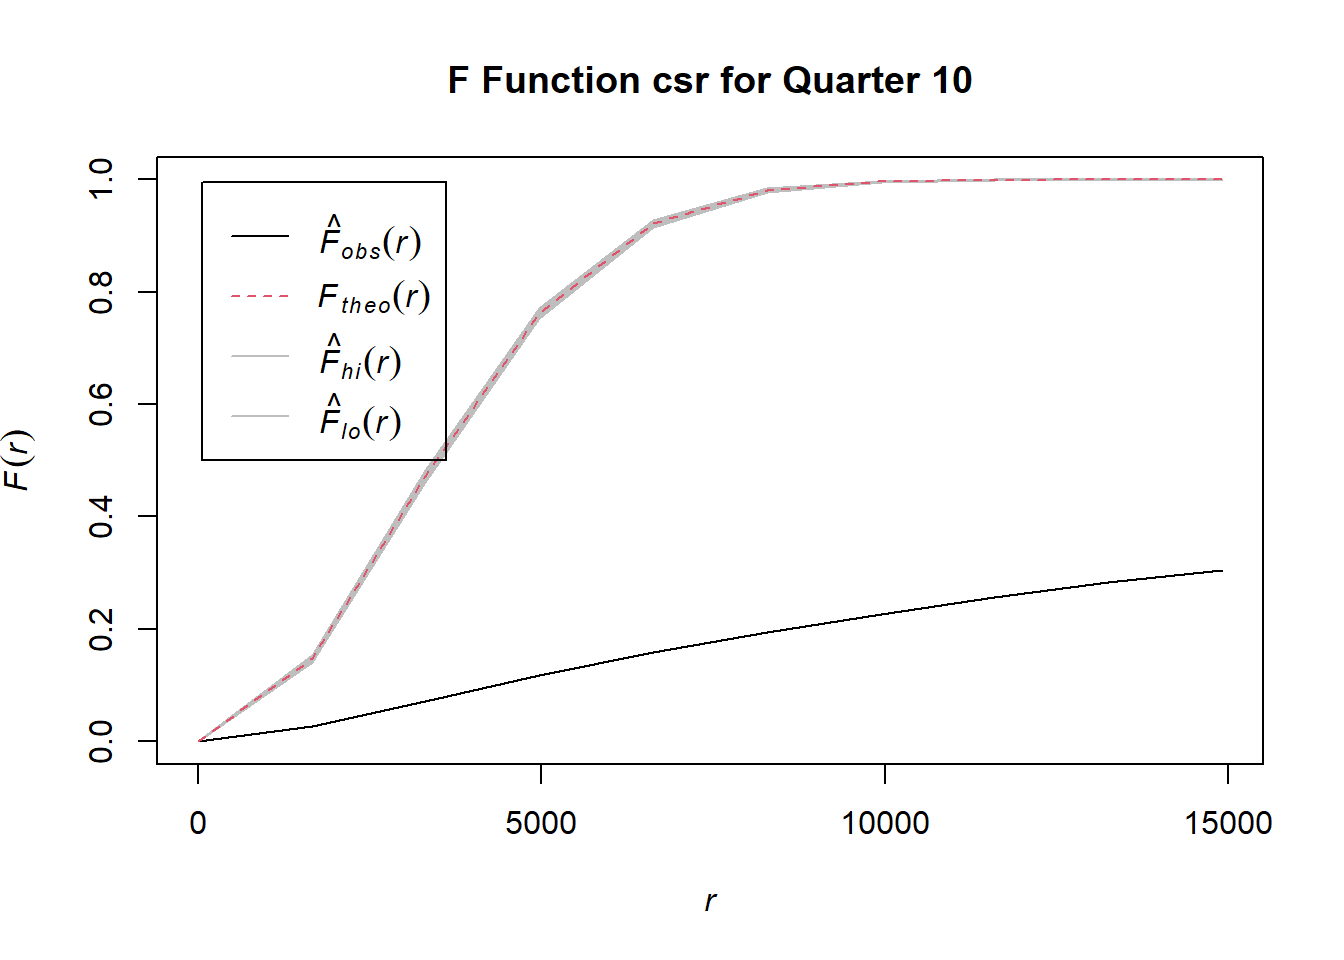 F Function csr for Quarter 10
F̂obs(r)
Ftheo(r)
F̂hi(r)
F̂lo(r)
F(r)
1.0
0.8
0.6
0.4
0.2
0.0
0 5000 10000 15000
r